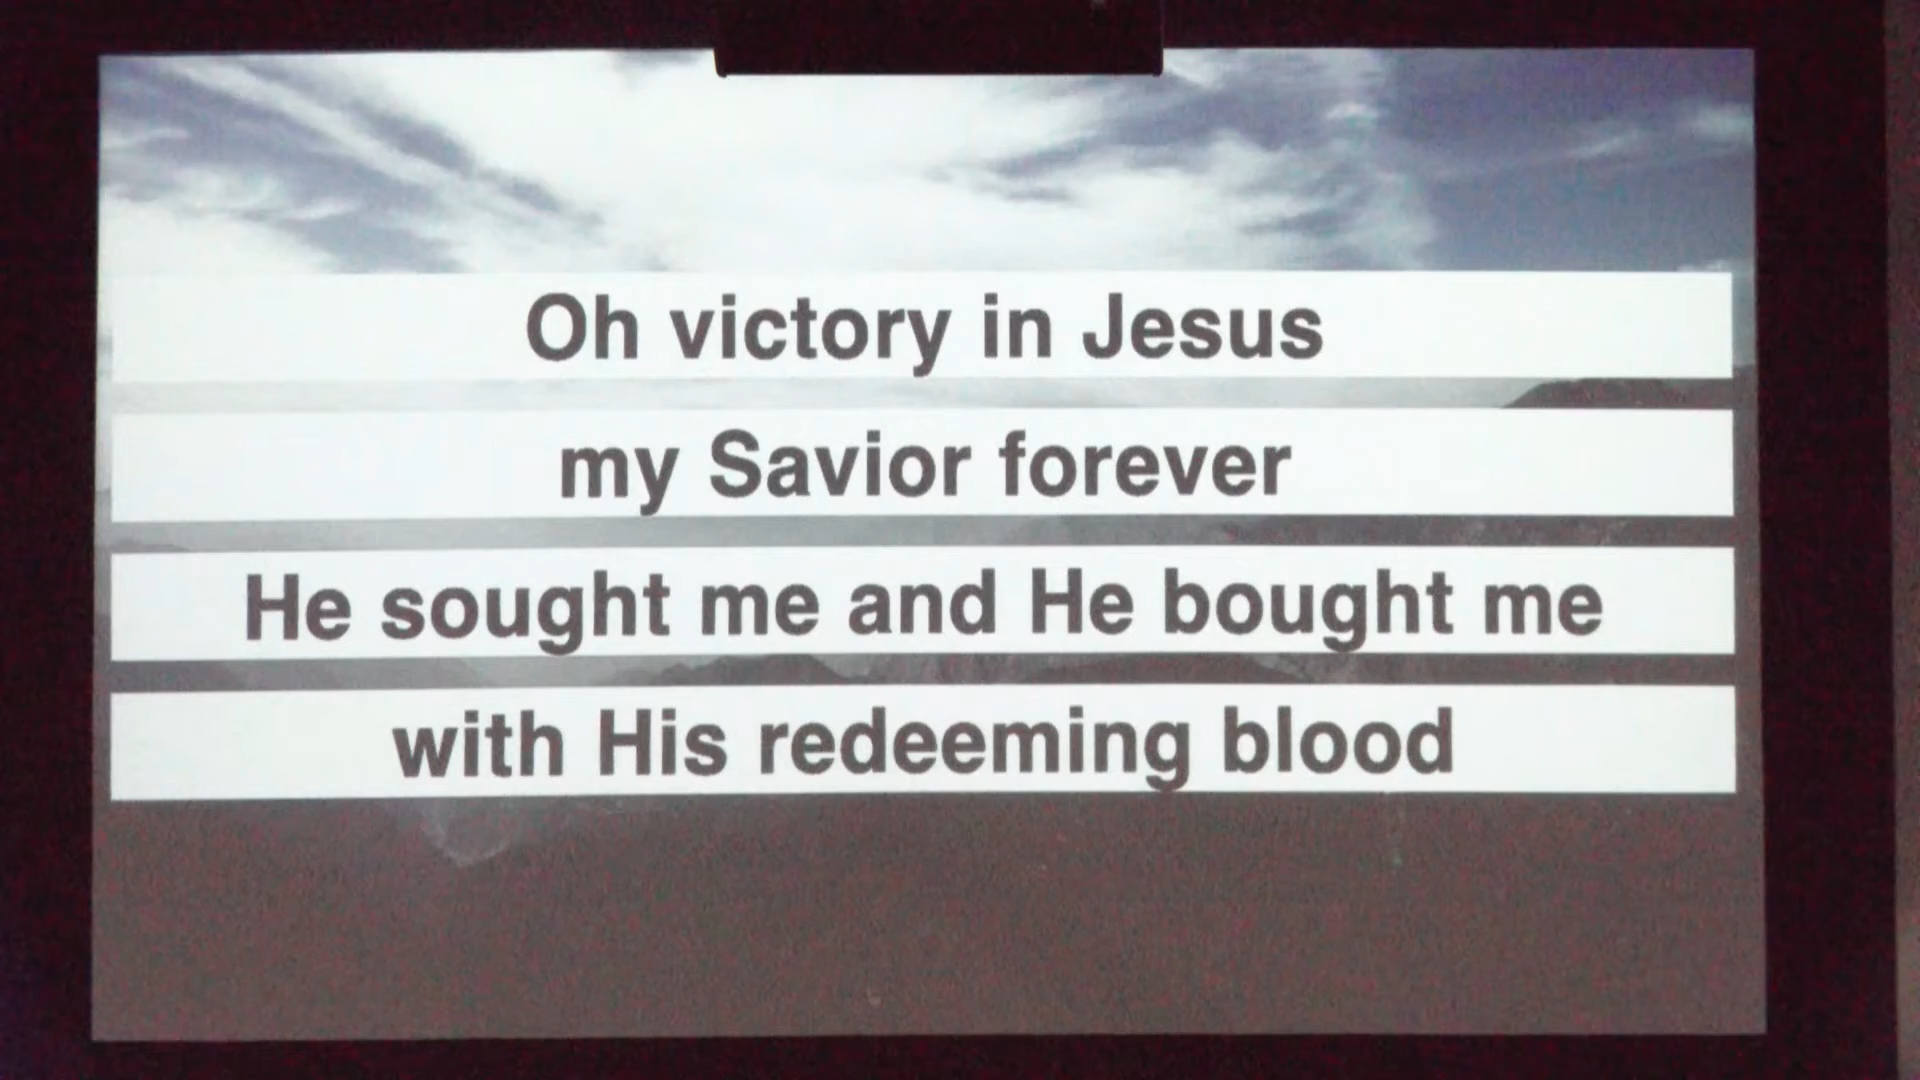 Oh victory in Jesus
my Savior forever
He sought me and He bought me
with His redeeming blood